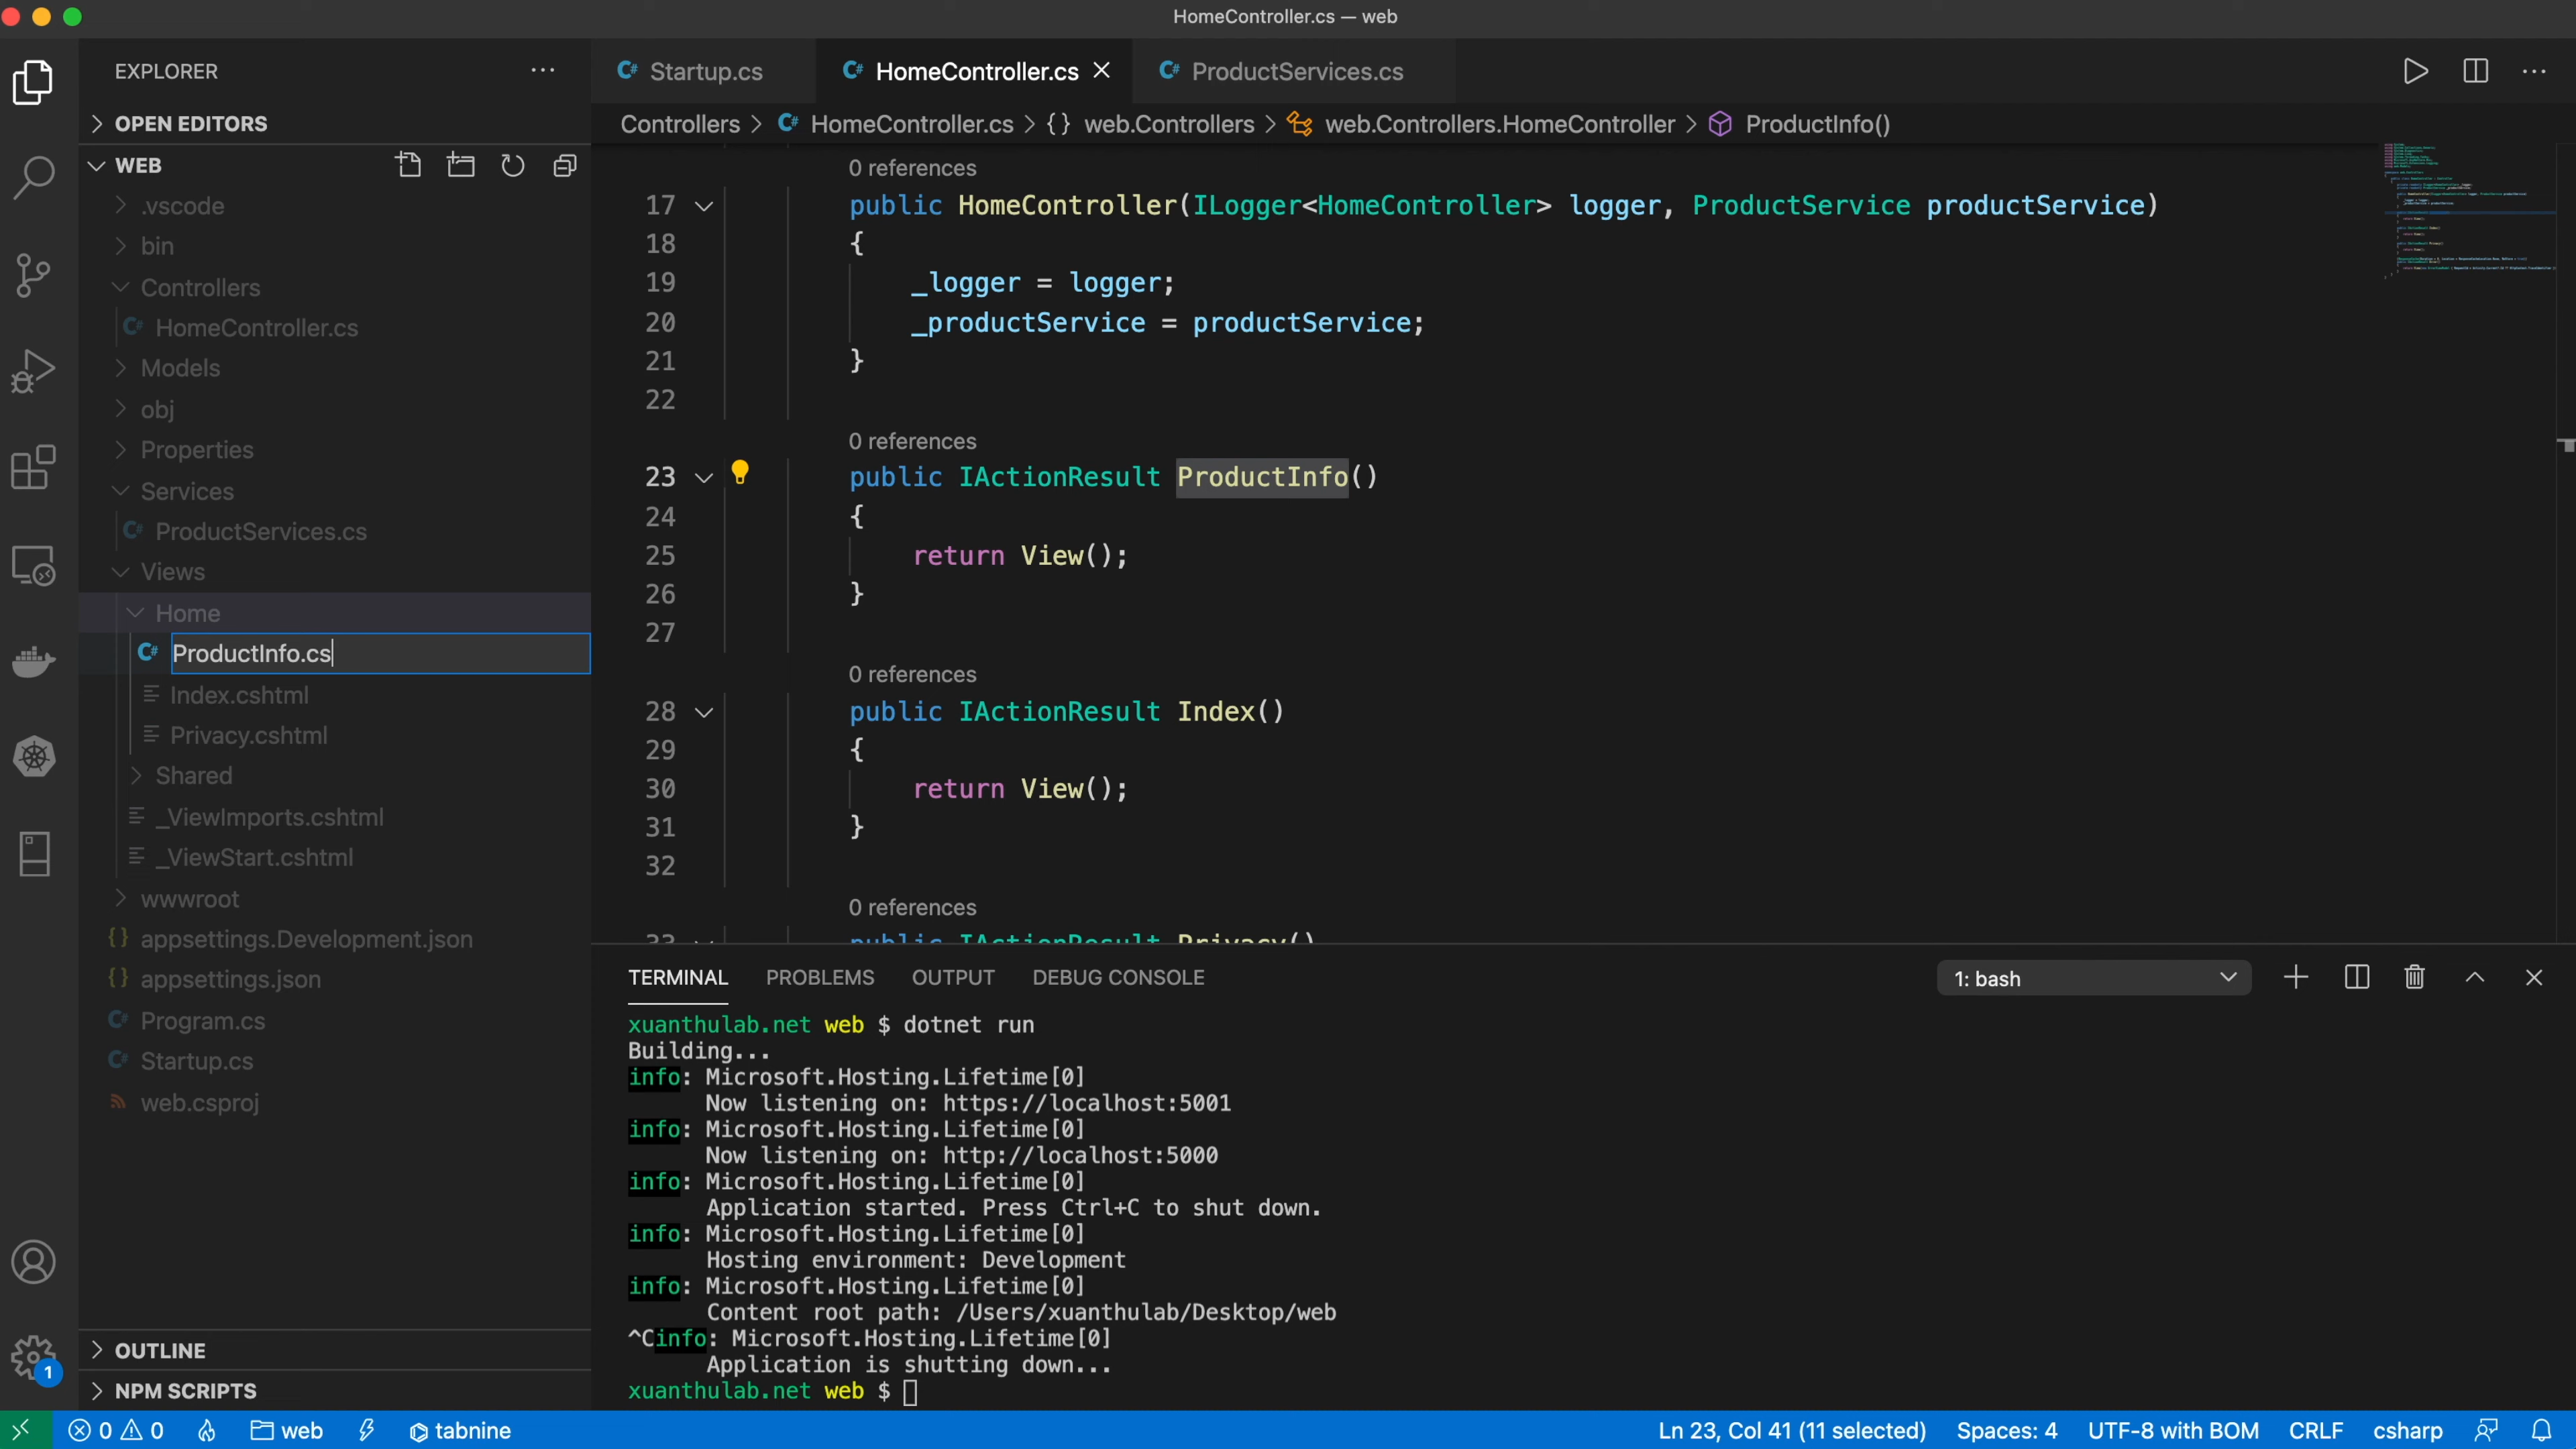 HomeController.cs — web
EXPLORER
OPEN EDITORS
WEB
.vscode
bin
Controllers
HomeController.cs
Models
obj
Properties
Services
ProductServices.cs
Views
Home
ProductInfo.cs
Index.cshtml
Privacy.cshtml
Shared
_ViewImports.cshtml
_ViewStart.cshtml
wwwroot
appsettings.Development.json
appsettings.json
Program.cs
Startup.cs
web.csproj
OUTLINE
NPM SCRIPTS
Startup.cs
HomeController.cs
ProductServices.cs
Controllers > HomeController.cs > {} web.Controllers > web.Controllers.HomeController > ProductInfo()
0 references
17 public HomeController(ILogger<HomeController> logger, ProductService productService)
18 {
19 _logger = logger;
20 _productService = productService;
21 }
22
0 references
23 public IActionResult ProductInfo()
24 {
25 return View();
26 }
27
0 references
28 public IActionResult Index()
29 {
30 return View();
31 }
32
0 references
33 public IActionResult Privacy()
TERMINAL PROBLEMS OUTPUT DEBUG CONSOLE
1: bash
xuanthulab.net web $ dotnet run
Building...
info: Microsoft.Hosting.Lifetime[0]
Now listening on: https://localhost:5001
info: Microsoft.Hosting.Lifetime[0]
Now listening on: http://localhost:5000
info: Microsoft.Hosting.Lifetime[0]
Application started. Press Ctrl+C to shut down.
info: Microsoft.Hosting.Lifetime[0]
Hosting environment: Development
info: Microsoft.Hosting.Lifetime[0]
Content root path: /Users/xuanthulab/Desktop/web
^Cinfo: Microsoft.Hosting.Lifetime[0]
Application is shutting down...
xuanthulab.net web $
1
0 0 web tabnine Ln 23, Col 41 (11 selected) Spaces: 4 UTF-8 with BOM CRLF csharp